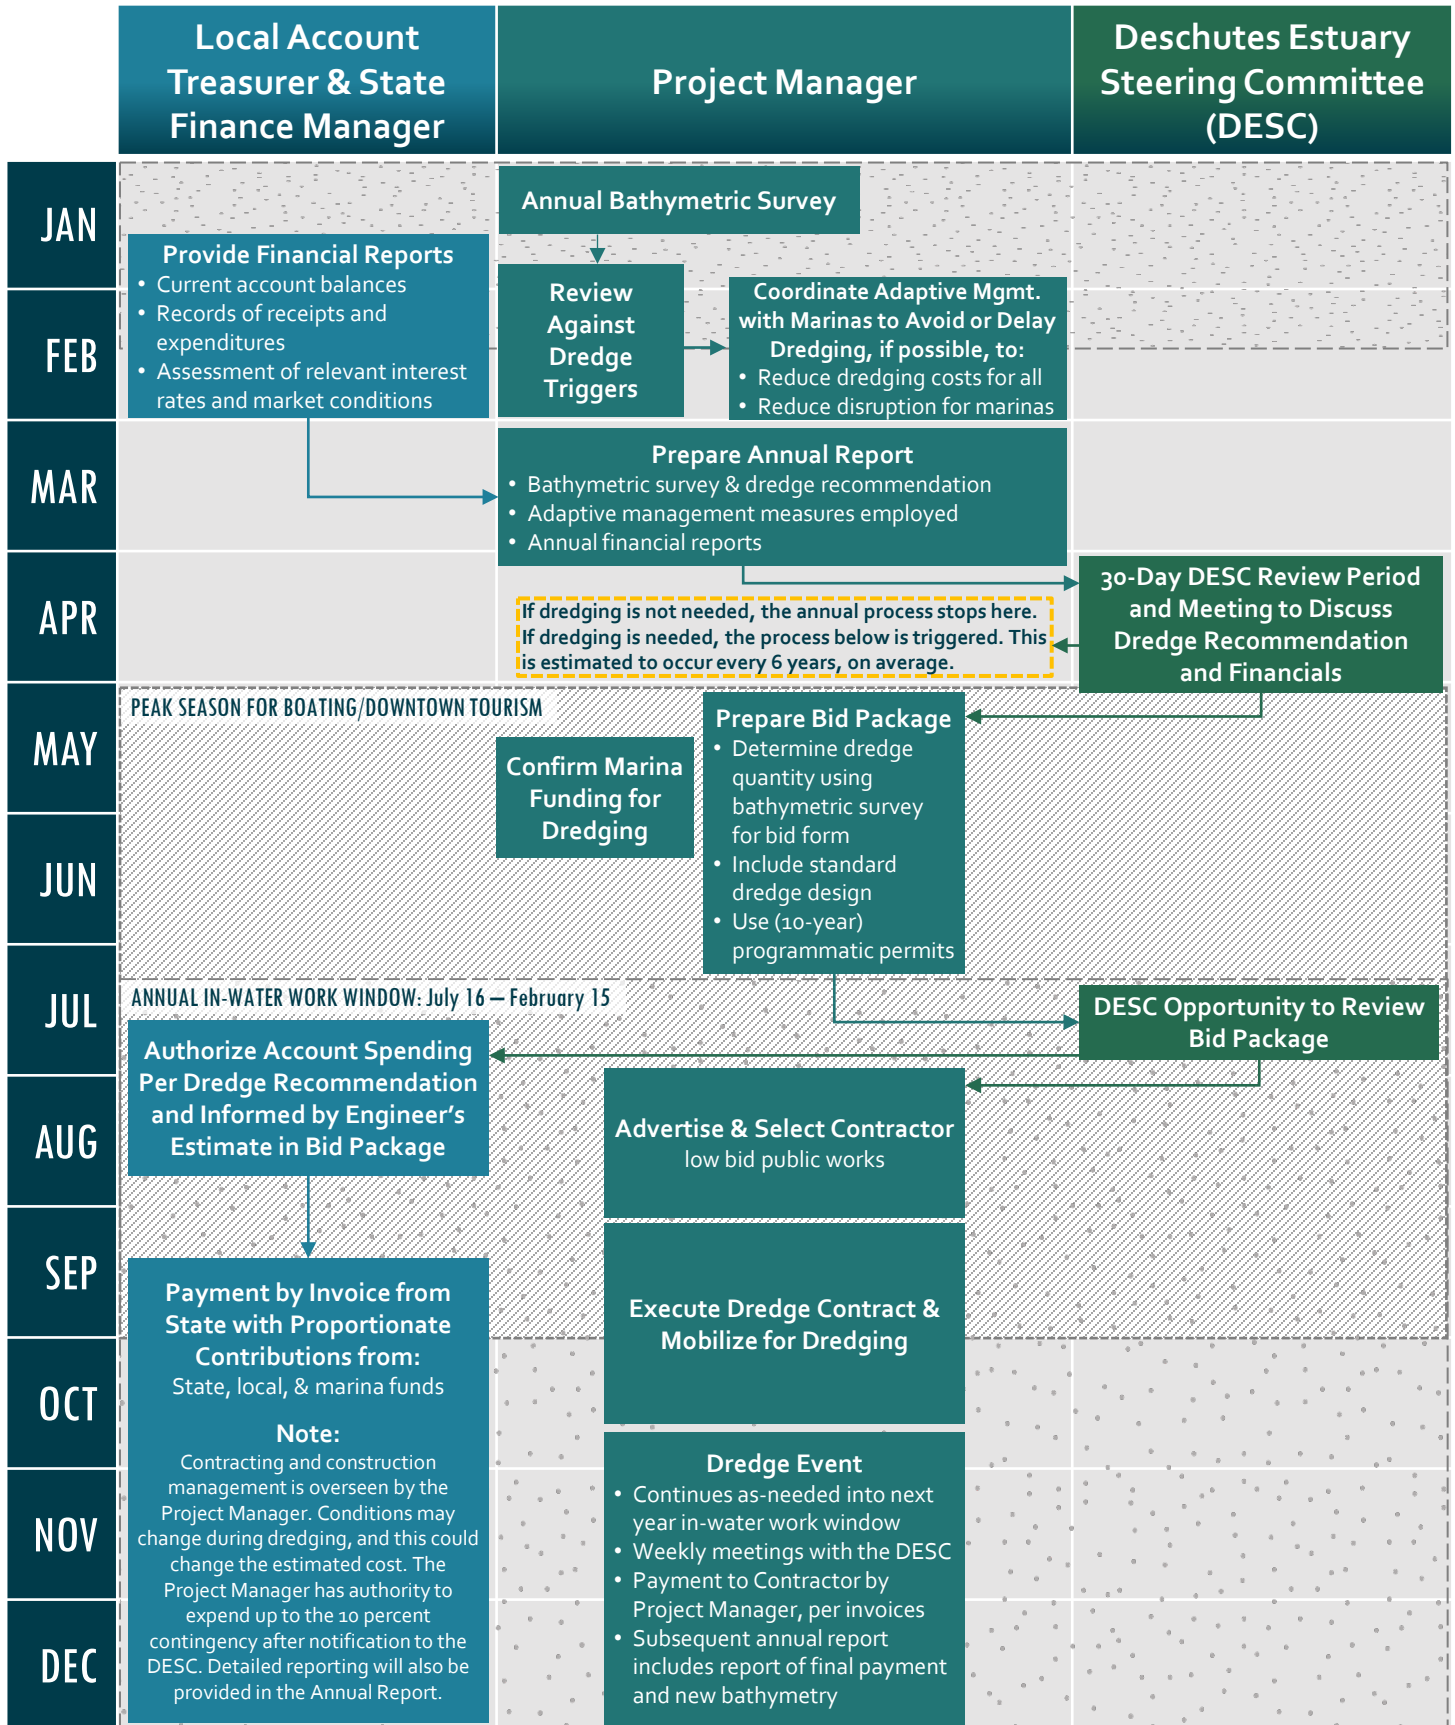 Local Account
Treasurer & State
Finance Manager
Project Manager
Deschutes Estuary
Steering Committee
(DESC)
JAN
FEB
MAR
APR
MAY
JUN
JUL
AUG
SEP
OCT
NOV
DEC
Annual Bathymetric Survey
Provide Financial Reports
• Current account balances
• Records of receipts and
expenditures
• Assessment of relevant interest
rates and market conditions
Review
Against
Dredge
Triggers
Coordinate Adaptive Mgmt.
with Marinas to Avoid or Delay
Dredging, if possible, to:
• Reduce dredging costs for all
• Reduce disruption for marinas
Prepare Annual Report
• Bathymetric survey & dredge recommendation
• Adaptive management measures employed
• Annual financial reports
30-Day DESC Review Period
and Meeting to Discuss
Dredge Recommendation
and Financials
If dredging is not needed, the annual process stops here.
If dredging is needed, the process below is triggered. This
is estimated to occur every 6 years, on average.
PEAK SEASON FOR BOATING/DOWNTOWN TOURISM
Confirm Marina
Funding for
Dredging
Prepare Bid Package
• Determine dredge
quantity using
bathymetric survey
for bid form
• Include standard
dredge design
• Use (10-year)
programmatic permits
ANNUAL IN-WATER WORK WINDOW: July 16 – February 15
DESC Opportunity to Review
Bid Package
Authorize Account Spending
Per Dredge Recommendation
and Informed by Engineer's
Estimate in Bid Package
Advertise & Select Contractor
low bid public works
Execute Dredge Contract &
Mobilize for Dredging
Payment by Invoice from
State with Proportionate
Contributions from:
State, local, & marina funds
Note:
Contracting and construction
management is overseen by the
Project Manager. Conditions may
change during dredging, and this could
change the estimated cost. The
Project Manager has authority to
expend up to the 10 percent
contingency after notification to the
DESC. Detailed reporting will also be
provided in the Annual Report.
Dredge Event
• Continues as-needed into next
year in-water work window
• Weekly meetings with the DESC
• Payment to Contractor by
Project Manager, per invoices
• Subsequent annual report
includes report of final payment
and new bathymetry